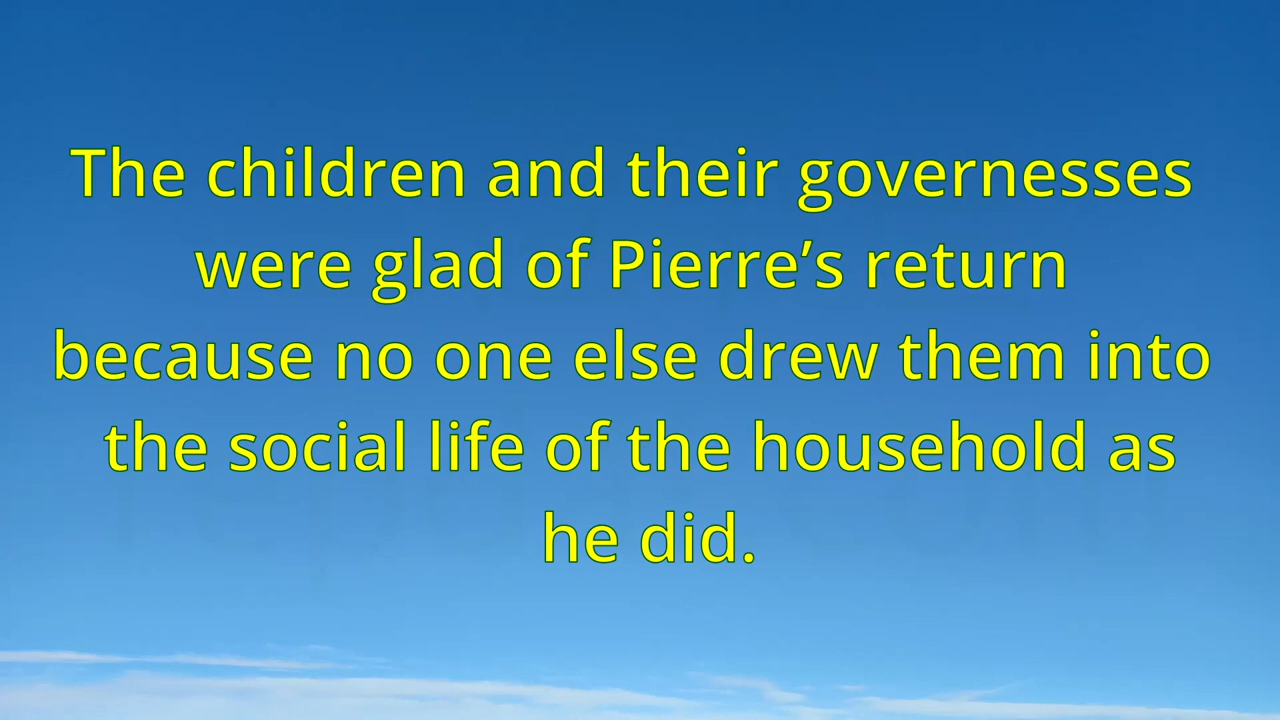 The children and their governesses
were glad of Pierre’s return
because no one else drew them into
the social life of the household as
he did.